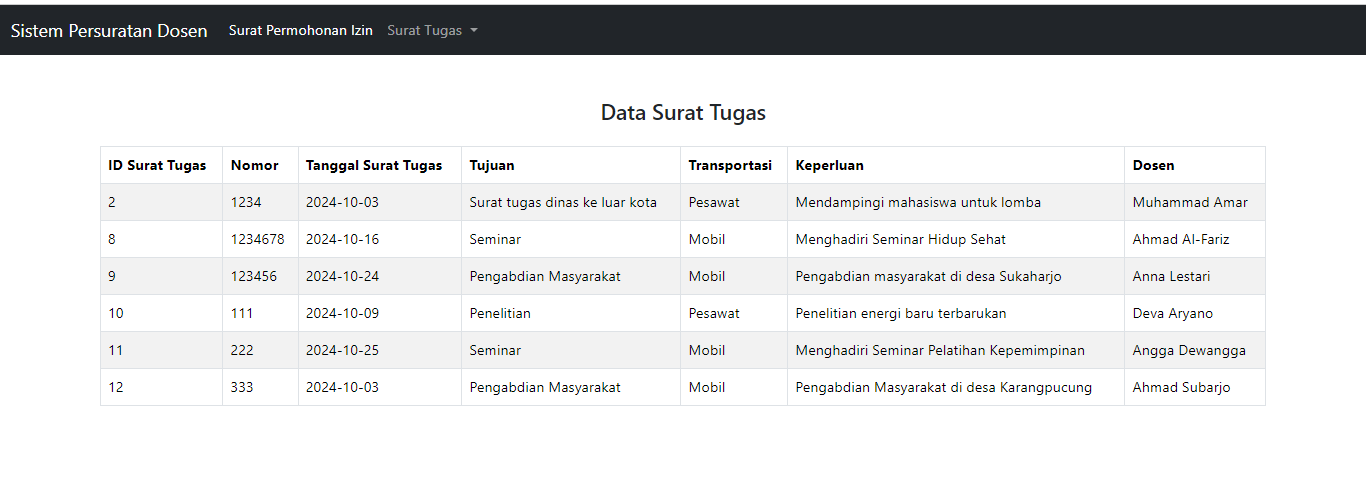 Sistem Persuratan Dosen Surat Permohonan Izin Surat Tugas
Data Surat Tugas
ID Surat Tugas Nomor Tanggal Surat Tugas Tujuan Transportasi Keperluan Dosen
2 1234 2024-10-03 Surat tugas dinas ke luar kota Pesawat Mendampingi mahasiswa untuk lomba Muhammad Amar
8 1234678 2024-10-16 Seminar Mobil Menghadiri Seminar Hidup Sehat Ahmad Al-Fariz
9 123456 2024-10-24 Pengabdian Masyarakat Mobil Pengabdian masyarakat di desa Sukaharjo Anna Lestari
10 111 2024-10-09 Penelitian Pesawat Penelitian energi baru terbarukan Deva Aryano
11 222 2024-10-25 Seminar Mobil Menghadiri Seminar Pelatihan Kepemimpinan Angga Dewangga
12 333 2024-10-03 Pengabdian Masyarakat Mobil Pengabdian Masyarakat di desa Karangpucung Ahmad Subarjo